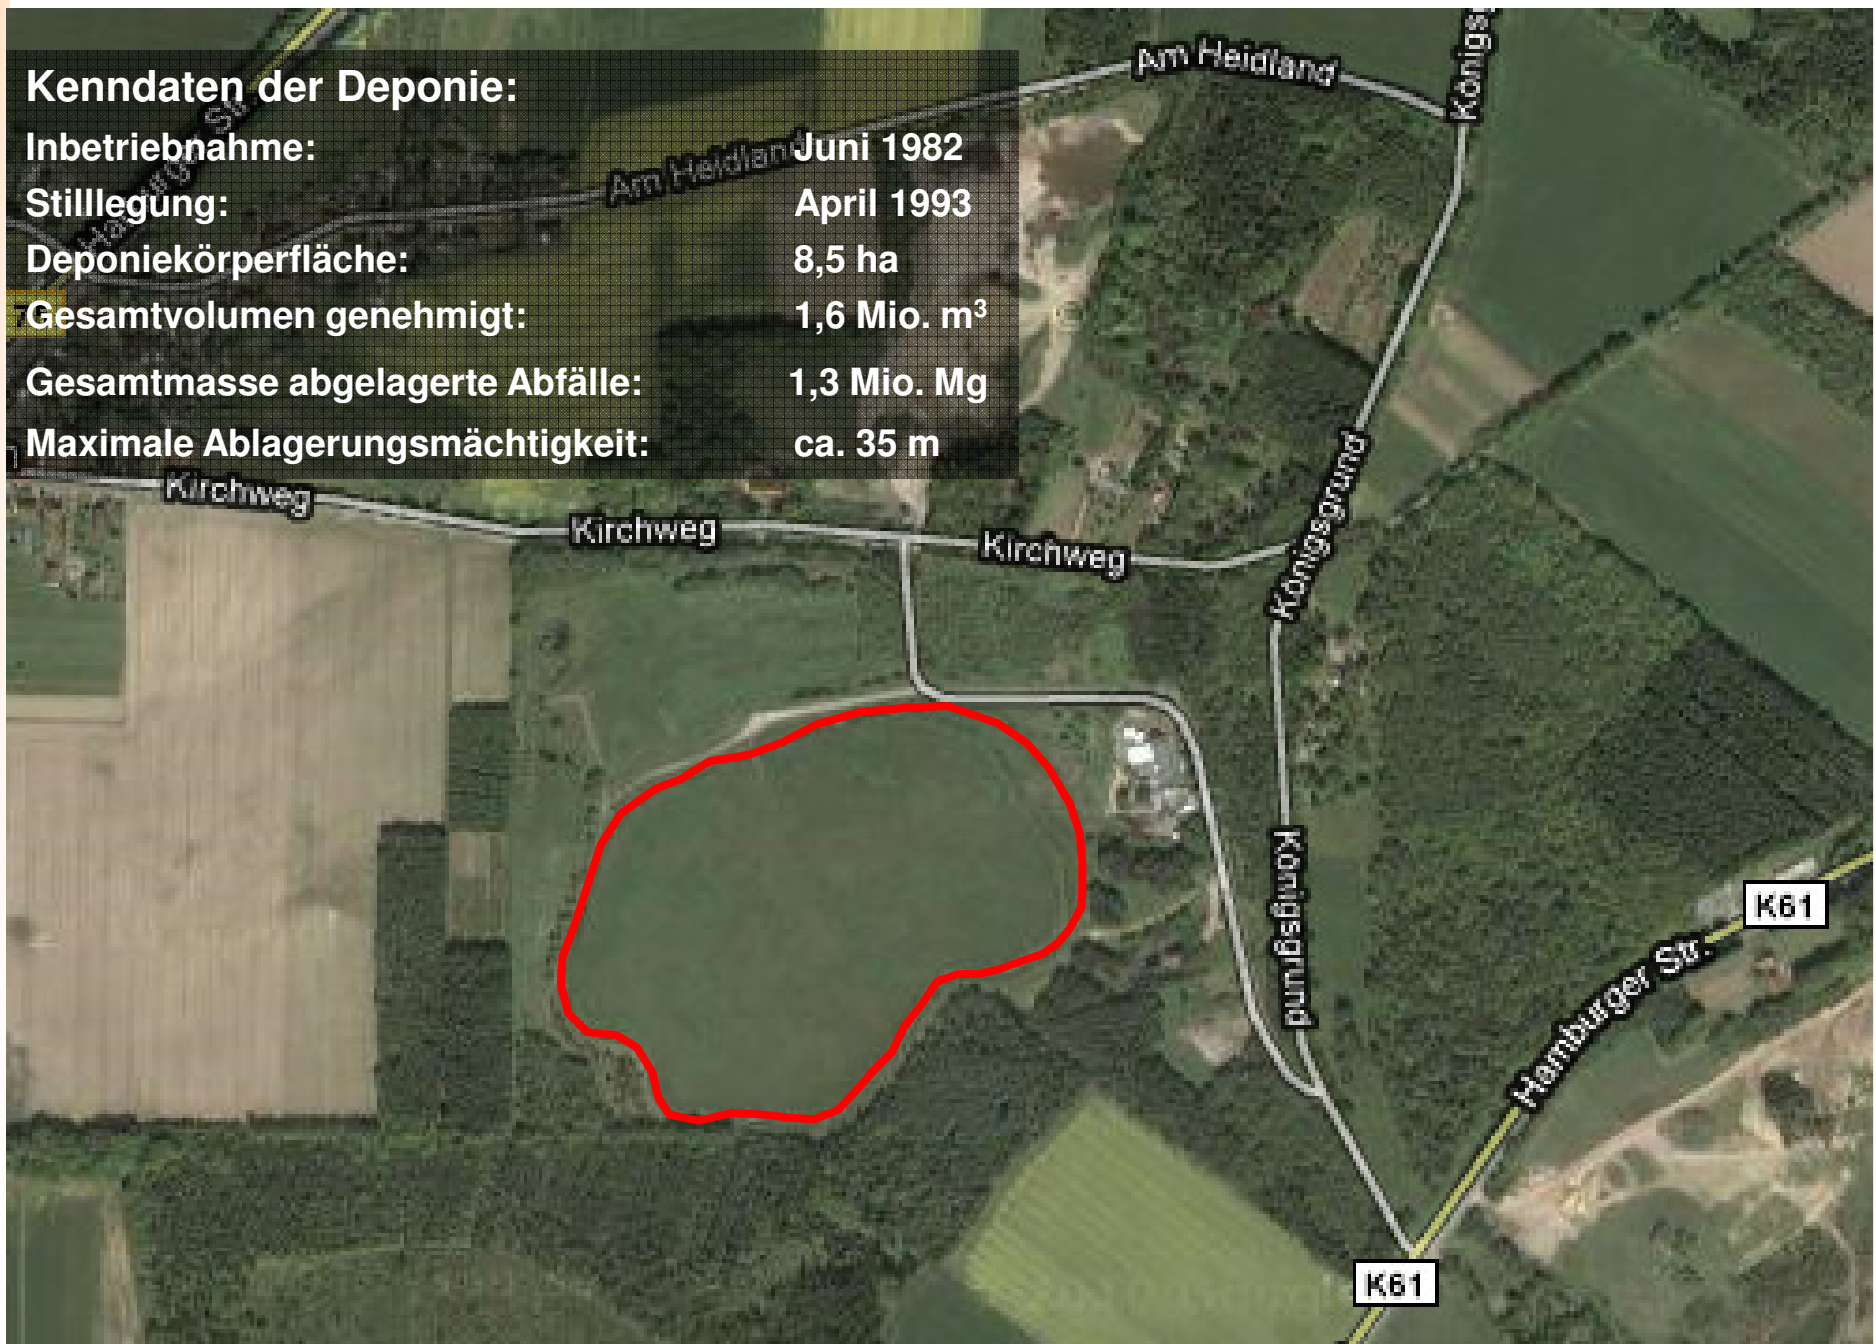 Kenndaten der Deponie:
Inbetriebnahme: Juni 1982
Stilllegung: April 1993
Deponiekörperfläche: 8,5 ha
Gesamtvolumen genehmigt: 1,6 Mio. m³
Gesamtmasse abgelagerte Abfälle: 1,3 Mio. Mg
Maximale Ablagerungsmächtigkeit: ca. 35 m
Am Heidland
Am Heidland
Kirchweg
Kirchweg
Kirchweg
Königsgrund
Königsgrund
K61
Hamburger Str.
K61